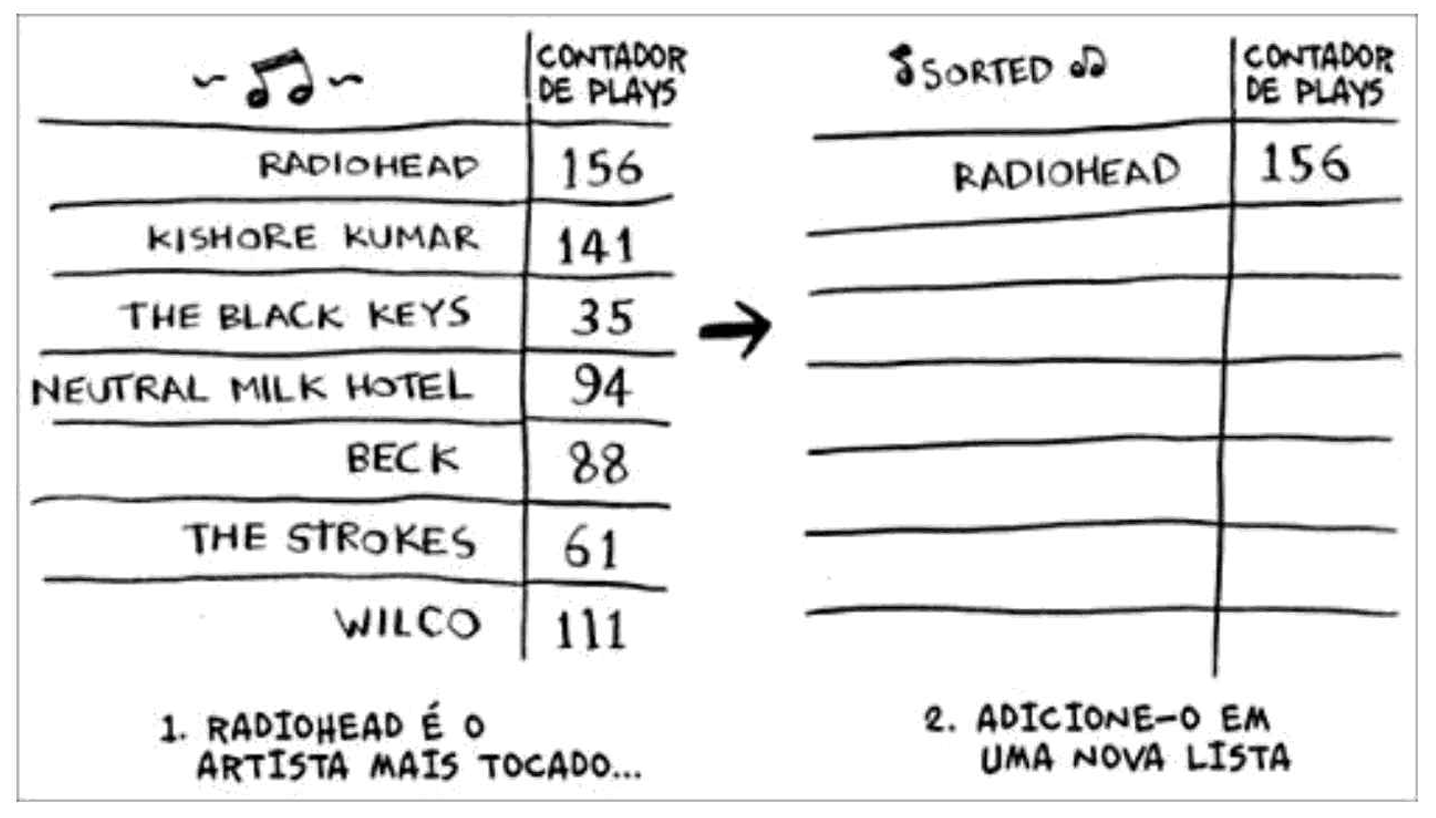 CONTADOR
DE PLAYS
RADIOHEAD 156
KISHORE KUMAR 141
THE BLACK KEYS 35
NEUTRAL MILK HOTEL 94
BECK 88
THE STROKES 61
WILCO 111
1. RADIOHEAD É O
ARTISTA MAIS TOCADO...
SORTED
CONTADOR
DE PLAYS
RADIOHEAD 156
2. ADICIONE-O EM
UMA NOVA LISTA